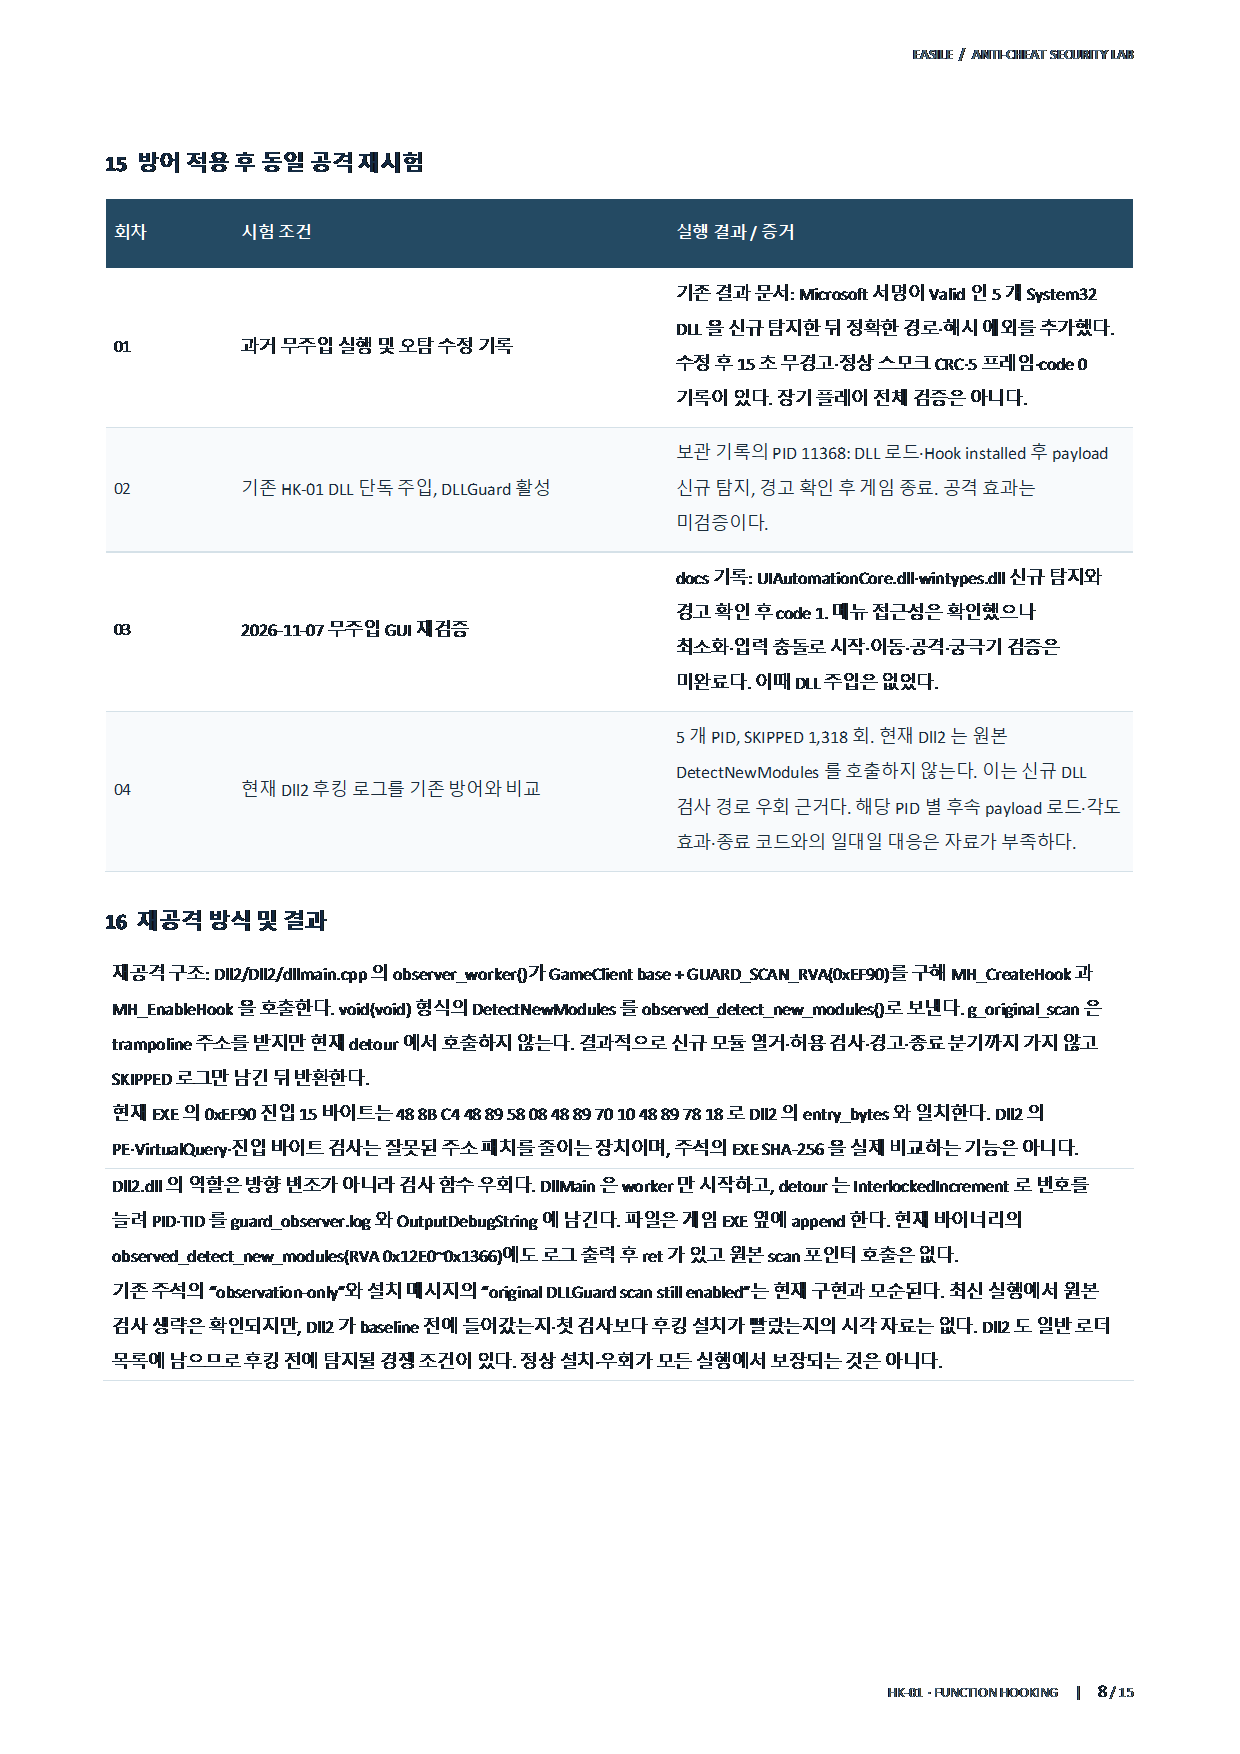 EASILE / ANTI-CHEAT SECURITY LAB
15 방어 적용 후 동일 공격 재시험
회차 시험 조건 실행 결과 / 증거
01 과거 무주입 실행 및 오탐 수정 기록
기존 결과 문서: Microsoft 서명이 Valid 인 5 개 System32
DLL 을 신규 탐지한 뒤 정확한 경로·해시 예외를 추가했다.
수정 후 15 초 무경고·정상 스모크 CRC·5 프레임·code 0
기록이 있다. 장기 플레이 전체 검증은 아니다.
02 기존 HK-01 DLL 단독 주입, DLLGuard 활성
보관 기록의 PID 11368: DLL 로드·Hook installed 후 payload
신규 탐지, 경고 확인 후 게임 종료. 공격 효과는
미검증이다.
03 2026-11-07 무주입 GUI 재검증
docs 기록: UIAutomationCore.dll·wintypes.dll 신규 탐지와
경고 확인 후 code 1. 메뉴 접근성은 확인했으나
최소화·입력 충돌로 시작·이동·공격·궁극기 검증은
미완료다. 이때 DLL 주입은 없었다.
04 현재 Dll2 후킹 로그를 기존 방어와 비교
5 개 PID, SKIPPED 1,318 회. 현재 Dll2 는 원본
DetectNewModules 를 호출하지 않는다. 이는 신규 DLL
검사 경로 우회 근거다. 해당 PID 별 후속 payload 로드·각도
효과·종료 코드와의 일대일 대응은 자료가 부족하다.
16 재공격 방식 및 결과
재공격 구조: Dll2/Dll2/dllmain.cpp 의 observer_worker()가 GameClient base + GUARD_SCAN_RVA(0xEF90)를 구해 MH_CreateHook 과
MH_EnableHook 을 호출한다. void(void) 형식의 DetectNewModules 를 observed_detect_new_modules()로 보낸다. g_original_scan 은
trampoline 주소를 받지만 현재 detour 에서 호출하지 않는다. 결과적으로 신규 모듈 열거·허용 검사·경고·종료 분기까지 가지 않고
SKIPPED 로그만 남긴 뒤 반환한다.
현재 EXE 의 0xEF90 진입 15 바이트는 48 8B C4 48 89 58 08 48 89 70 10 48 89 78 18 로 Dll2 의 entry_bytes 와 일치한다. Dll2 의
PE·VirtualQuery·진입 바이트 검사는 잘못된 주소 패치를 줄이는 장치이며, 주석의 EXE SHA-256 을 실제 비교하는 기능은 아니다.
Dll2.dll 의 역할은 방향 변조가 아니라 검사 함수 우회다. DllMain 은 worker 만 시작하고, detour 는 InterlockedIncrement 로 번호를
늘려 PID·TID 를 guard_observer.log 와 OutputDebugString 에 남긴다. 파일은 게임 EXE 옆에 append 한다. 현재 바이너리의
observed_detect_new_modules(RVA 0x12E0~0x1366)에도 로그 출력 후 ret 가 있고 원본 scan 포인터 호출은 없다.
기존 주석의 “observation-only”와 설치 메시지의 “original DLLGuard scan still enabled”는 현재 구현과 모순된다. 최신 실행에서 원본
검사 생략은 확인되지만, Dll2 가 baseline 전에 들어갔는지·첫 검사보다 후킹 설치가 빨랐는지의 시각 자료는 없다. Dll2 도 일반 로더
목록에 남으므로 후킹 전에 탐지될 경쟁 조건이 있다. 정상 설치·우회가 모든 실행에서 보장되는 것은 아니다.
HK-01 · FUNCTION HOOKING | 8 / 15